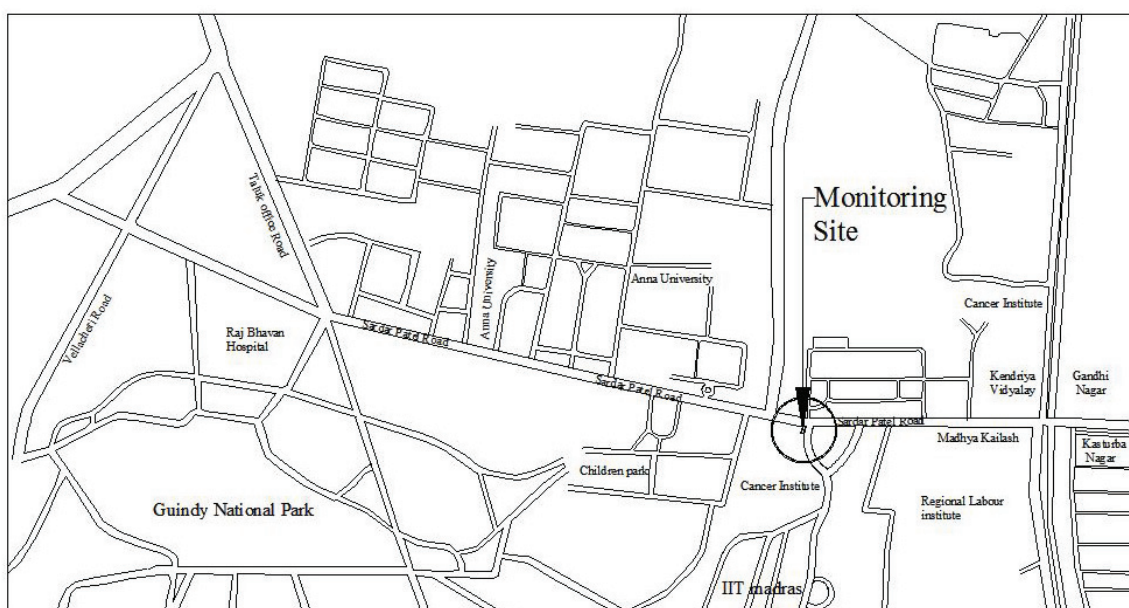 Monitoring
Site
Taluk office Road
Anna University
Anna University
Cancer Institute
Vellacheri Road
Raj Bhavan
Hospital
Sardar Patel Road
Sardar Patel Road
Kendriya
Vidyalay
Gandhi
Nagar
Sardar Patel Road
Madhya Kailash
Kasturba
Nagar
Children park
Cancer Institute
Regional Labour
institute
Guindy National Park
IIT madras